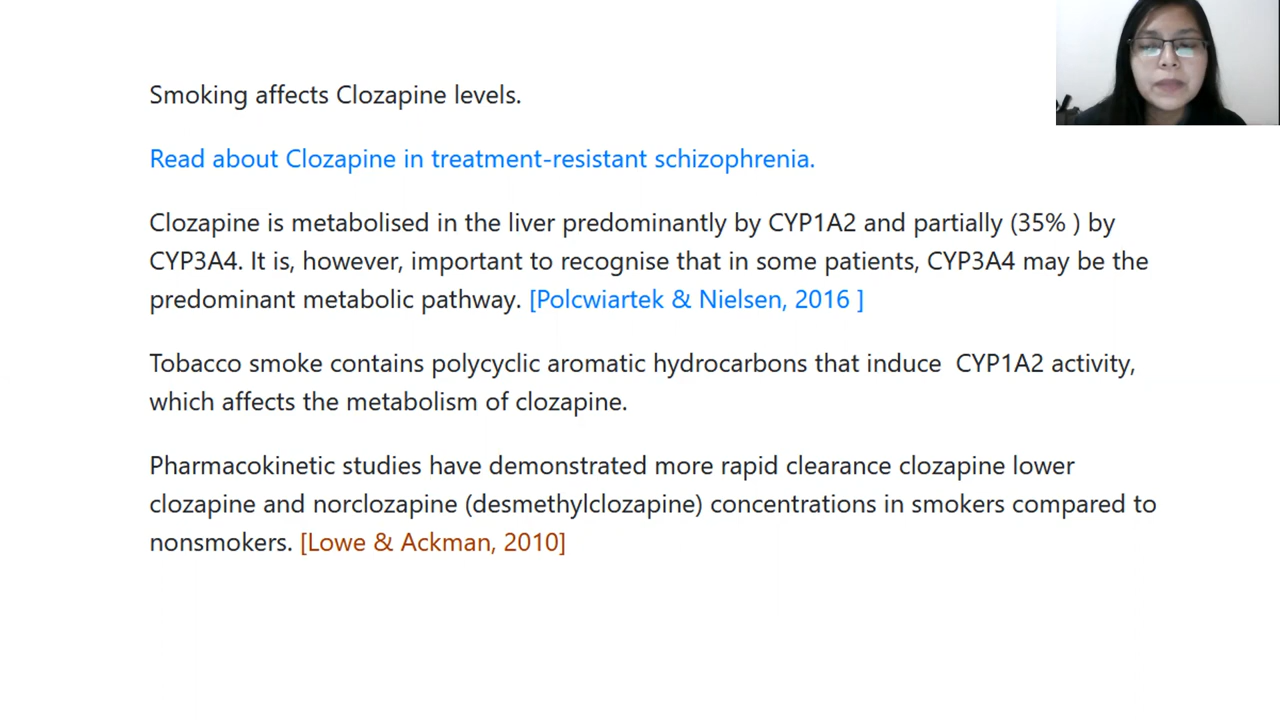 Smoking affects Clozapine levels.
Read about Clozapine in treatment-resistant schizophrenia.
Clozapine is metabolised in the liver predominantly by CYP1A2 and partially (35% ) by
CYP3A4. It is, however, important to recognise that in some patients, CYP3A4 may be the
predominant metabolic pathway. [Polcwiartek & Nielsen, 2016 ]
Tobacco smoke contains polycyclic aromatic hydrocarbons that induce  CYP1A2 activity,
which affects the metabolism of clozapine.
Pharmacokinetic studies have demonstrated more rapid clearance clozapine lower
clozapine and norclozapine (desmethylclozapine) concentrations in smokers compared to
nonsmokers. [Lowe & Ackman, 2010]